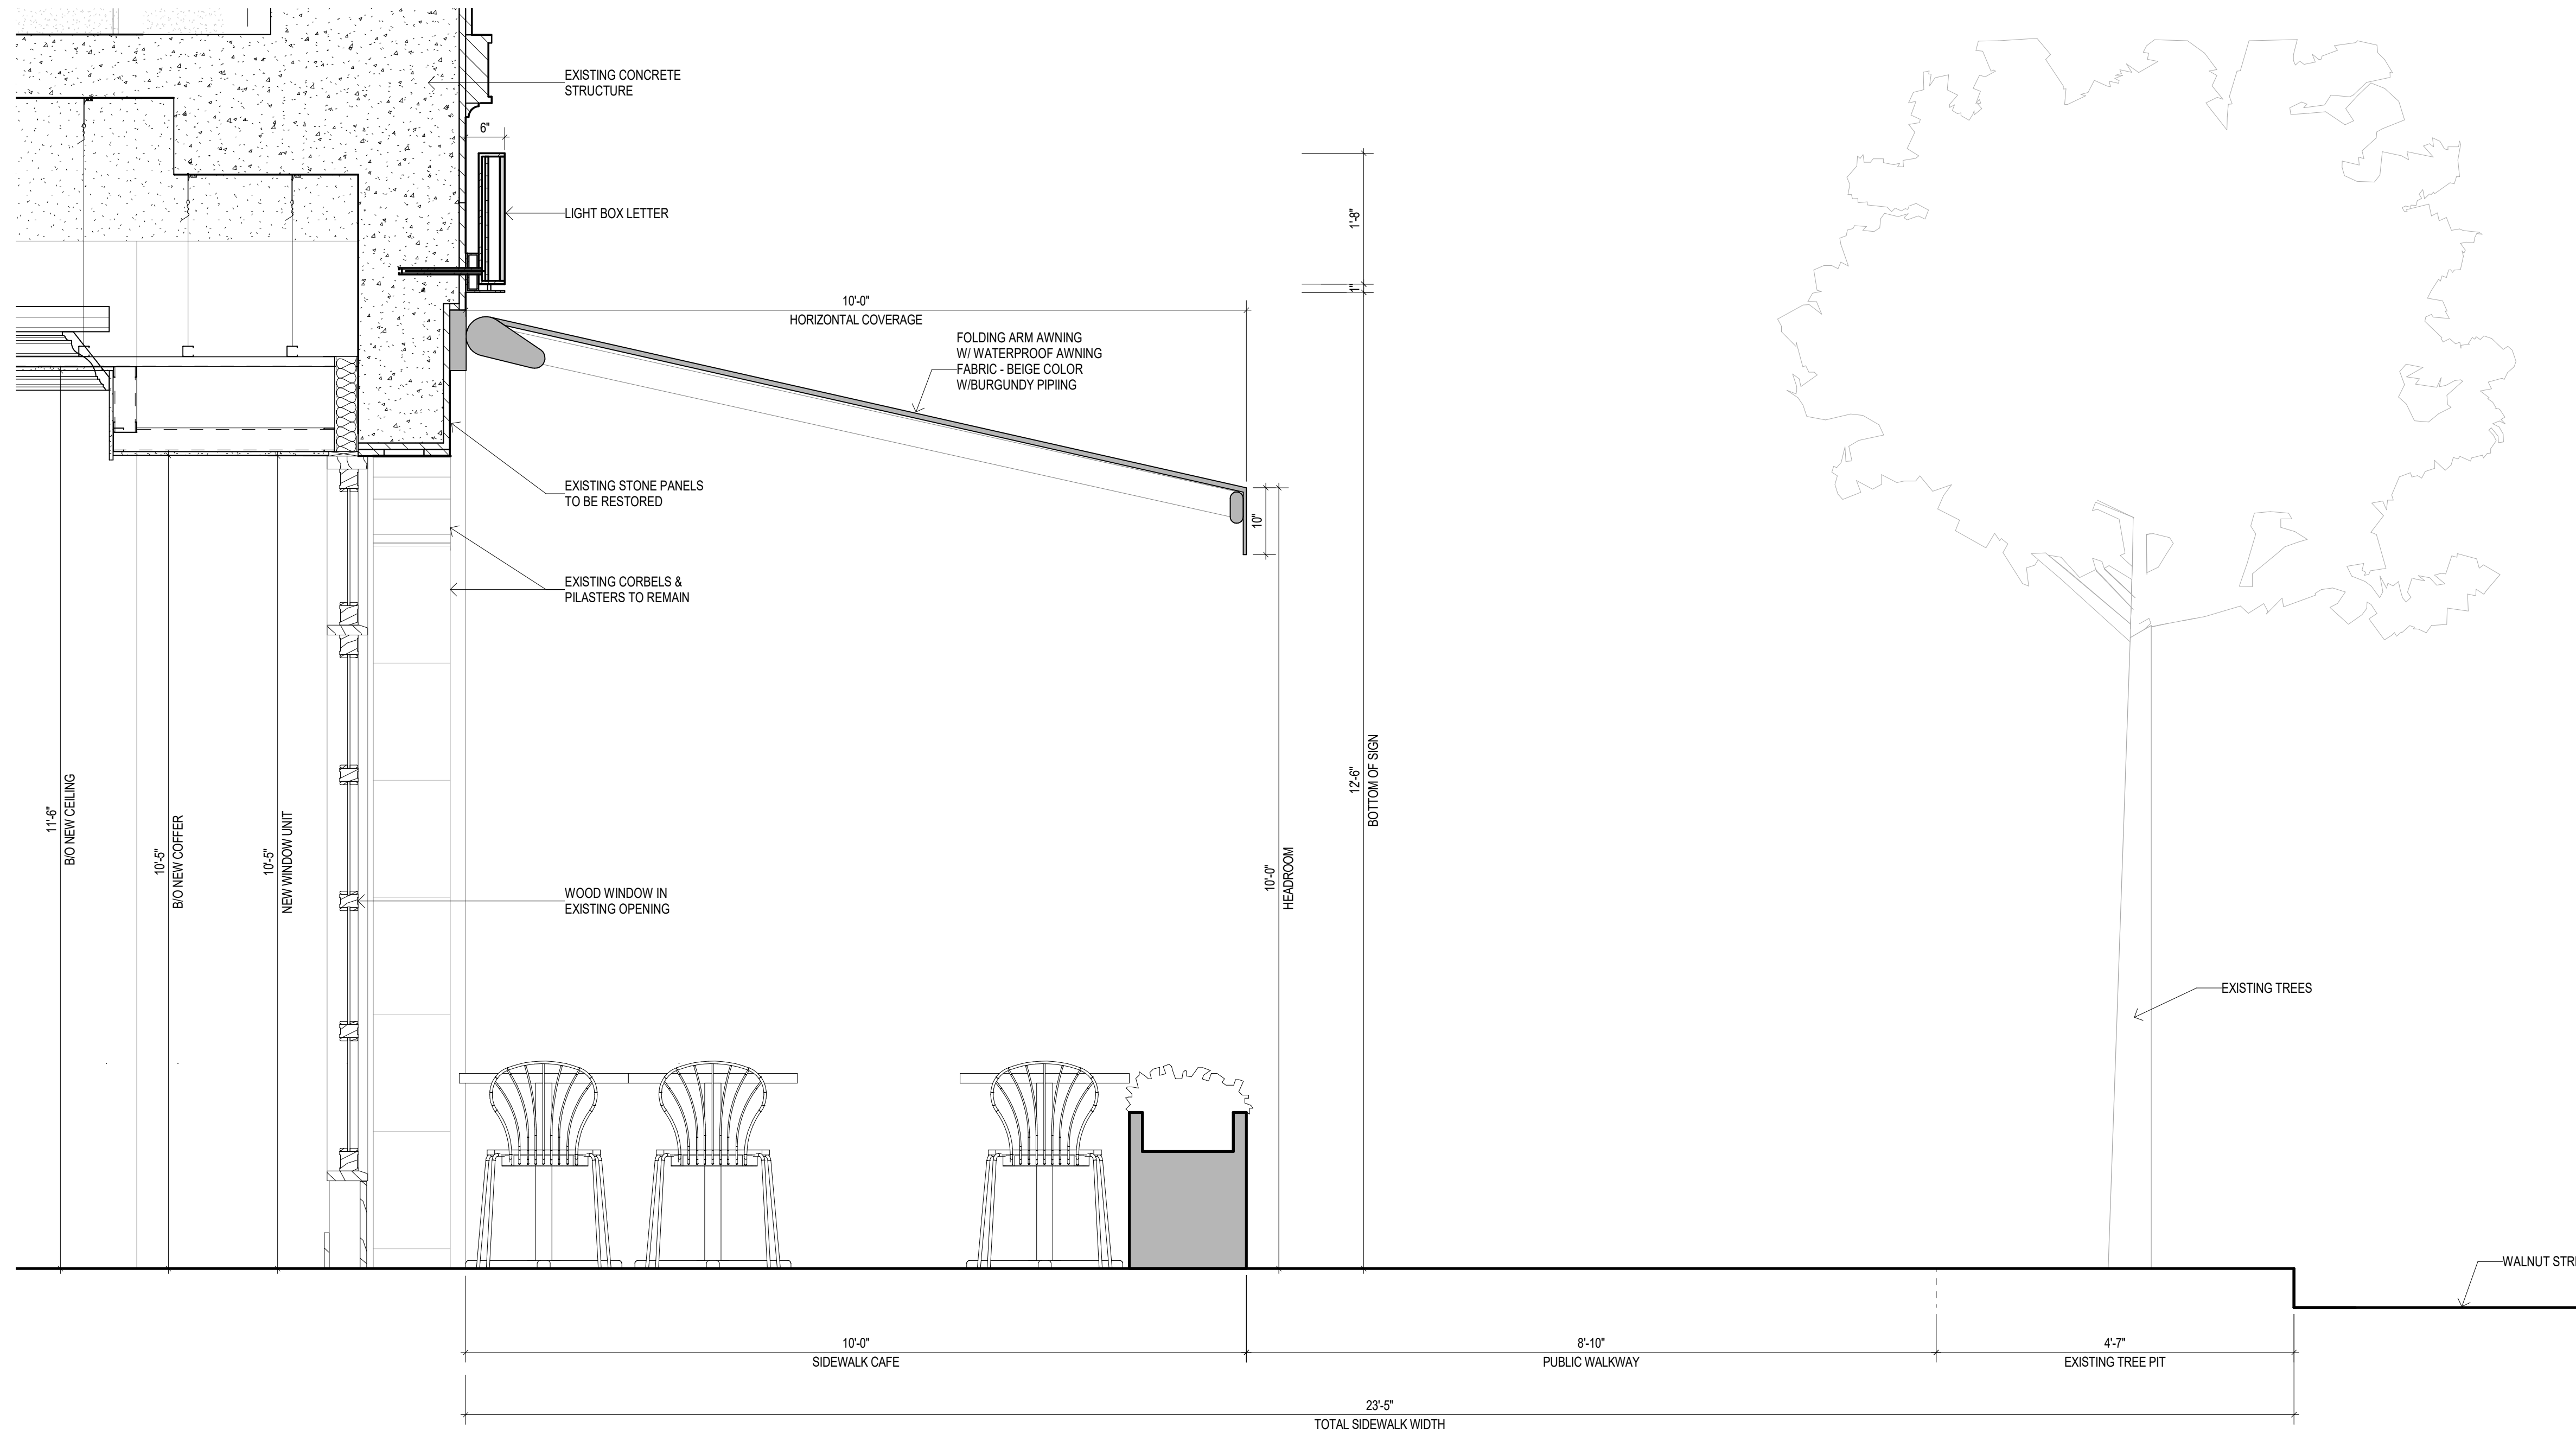 EXISTING CONCRETE
STRUCTURE
6"
LIGHT BOX LETTER
1'-8"
1"
10'-0"
HORIZONTAL COVERAGE
FOLDING ARM AWNING
W/ WATERPROOF AWNING
FABRIC - BEIGE COLOR
W/BURGUNDY PIPIING
EXISTING STONE PANELS
TO BE RESTORED
10"
EXISTING CORBELS &
PILASTERS TO REMAIN
11'-6"
B/O NEW CEILING
10'-5"
B/O NEW COFFER
10'-5"
NEW WINDOW UNIT
WOOD WINDOW IN
EXISTING OPENING
10'-0"
HEADROOM
12'-6"
BOTTOM OF SIGN
EXISTING TREES
WALNUT STR
10'-0"
SIDEWALK CAFE
8'-10"
PUBLIC WALKWAY
4'-7"
EXISTING TREE PIT
23'-5"
TOTAL SIDEWALK WIDTH